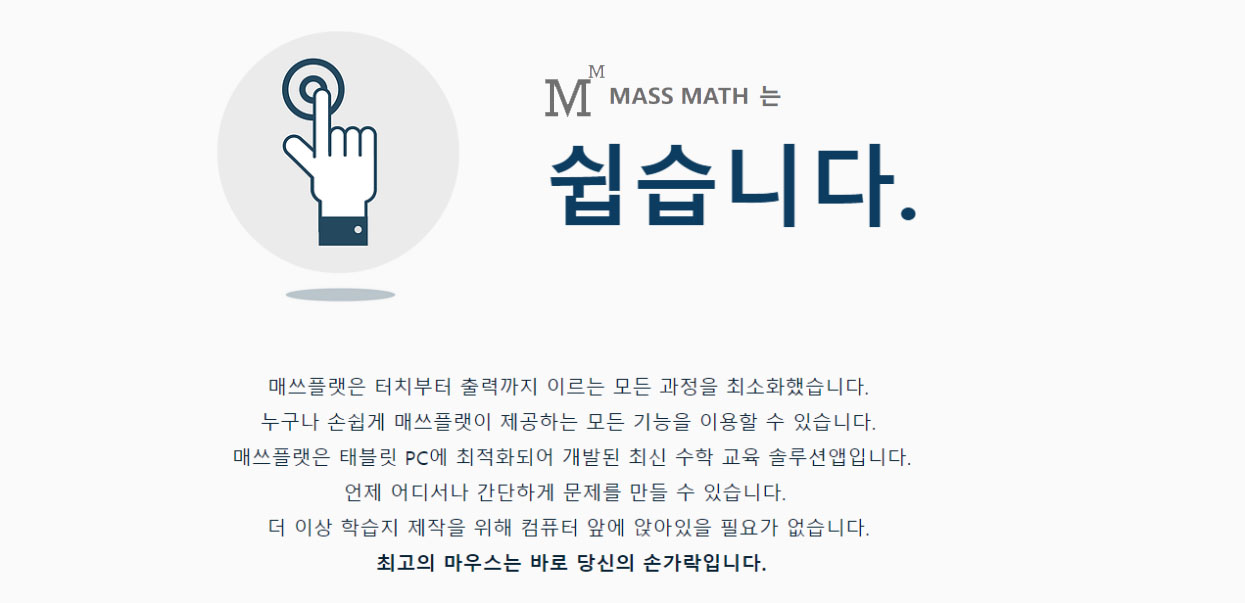 M M MASS MATH 는
쉽습니다.
매쓰플랫은 터치부터 출력까지 이르는 모든 과정을 최소화했습니다.
누구나 손쉽게 매쓰플랫이 제공하는 모든 기능을 이용할 수 있습니다.
매쓰플랫은 태블릿 PC에 최적화되어 개발된 최신 수학 교육 솔루션앱입니다.
언제 어디서나 간단하게 문제를 만들 수 있습니다.
더 이상 학습지 제작을 위해 컴퓨터 앞에 앉아있을 필요가 없습니다.
최고의 마우스는 바로 당신의 손가락입니다.